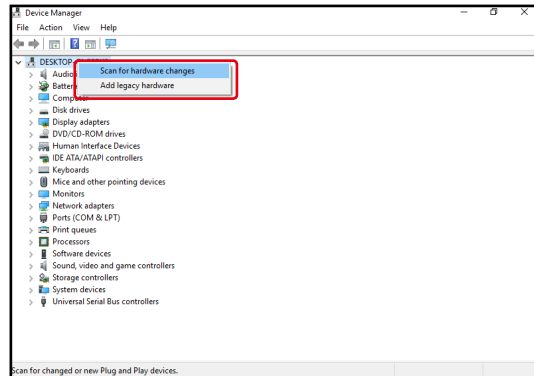 Device Manager
File Action View Help
DESKTOP
Scan for hardware changes
Add legacy hardware
Disk drives
Display adapters
DVD/CD-ROM drives
Human Interface Devices
IDE ATA/ATAPI controllers
Keyboards
Mice and other pointing devices
Monitors
Network adapters
Ports (COM & LPT)
Print queues
Processors
Software devices
Sound, video and game controllers
Storage controllers
System devices
Universal Serial Bus controllers
Scan for changed or new Plug and Play devices.